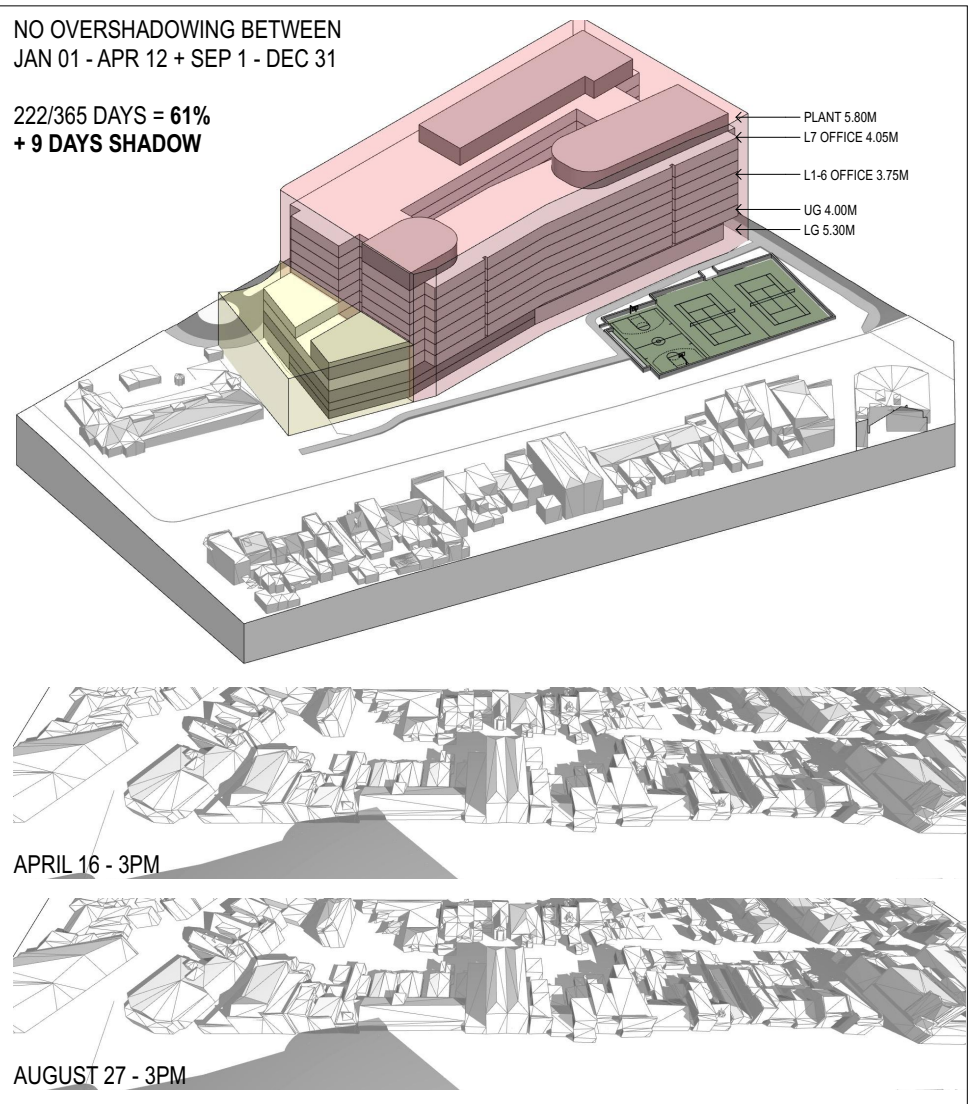 NO OVERSHADOWING BETWEEN
JAN 01 - APR 12 + SEP 1 - DEC 31
222/365 DAYS = 61%
+ 9 DAYS SHADOW
PLANT 5.80M
L7 OFFICE 4.05M
L1-6 OFFICE 3.75M
UG 4.00M
LG 5.30M
APRIL 16 - 3PM
AUGUST 27 - 3PM